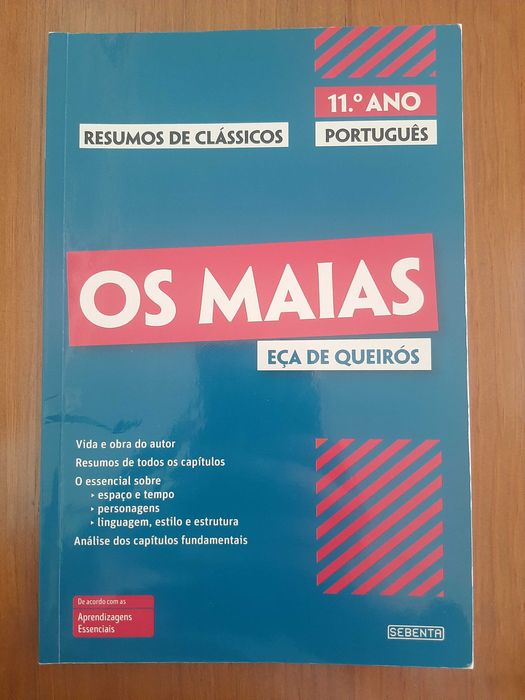 11.º ANO
RESUMOS DE CLÁSSICOS
PORTUGUÊS
OS MAIAS
EÇA DE QUEIRÓS
Vida e obra do autor
Resumos de todos os capítulos
O essencial sobre
‣ espaço e tempo
‣ personagens
‣ linguagem, estilo e estrutura
Análise dos capítulos fundamentais
De acordo com as
Aprendizagens
Essenciais
SEBENTA